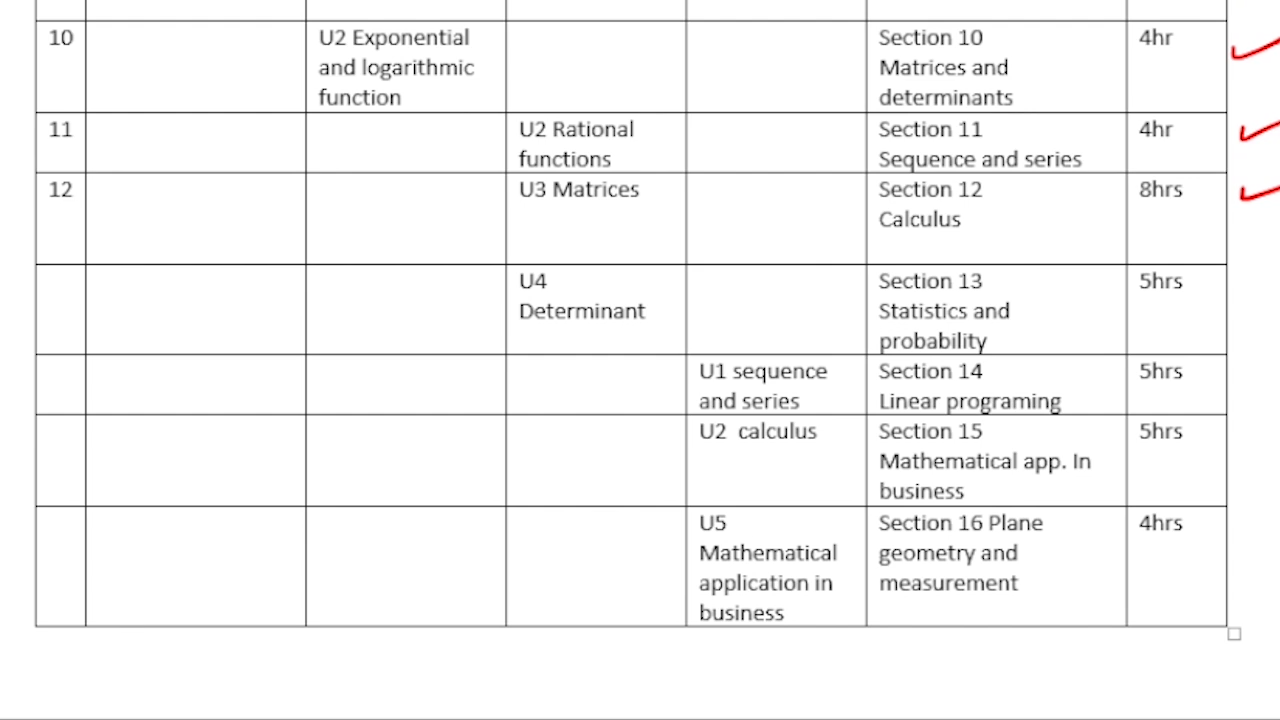 10
U2 Exponential
and logarithmic
function
Section 10
Matrices and
determinants
4hr
11
U2 Rational
functions
Section 11
Sequence and series
4hr
12
U3 Matrices
Section 12
Calculus
8hrs
U4
Determinant
Section 13
Statistics and
probability
5hrs
U1 sequence
and series
Section 14
Linear programing
5hrs
U2 calculus
Section 15
Mathematical app. In
business
5hrs
U5
Mathematical
application in
business
Section 16 Plane
geometry and
measurement
4hrs